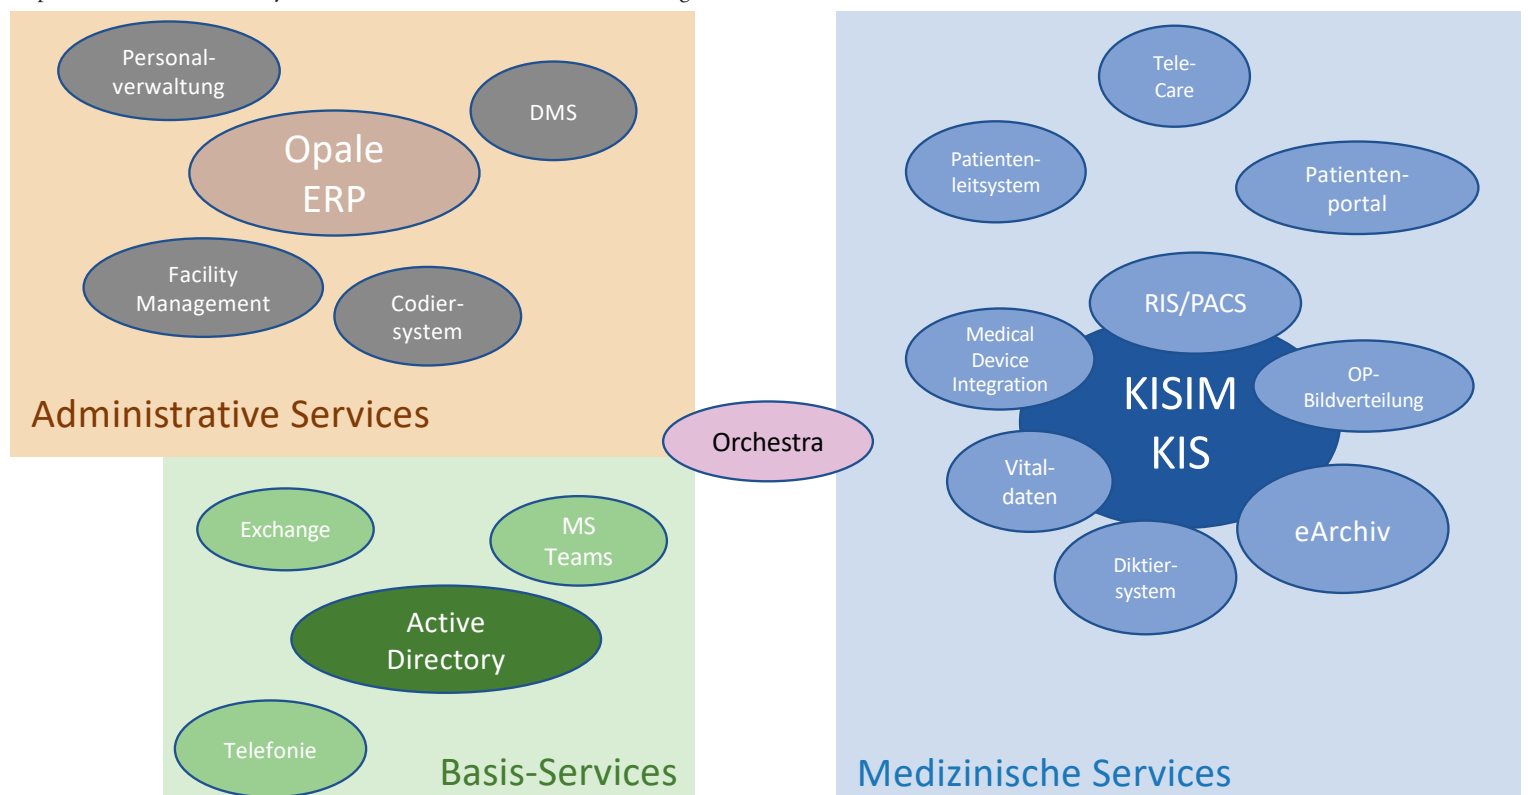 Personal-
verwaltung
DMS
Opale
ERP
Facility
Management
Codier-
system
Administrative Services
Orchestra
Exchange
MS
Teams
Active
Directory
Telefonie
Basis-Services
Tele-
Care
Patienten-
leitsystem
Patienten-
portal
RIS/PACS
Medical
Device
Integration
KISIM
KIS
OP-
Bildverteilung
Vital-
daten
eArchiv
Diktier-
system
Medizinische Services